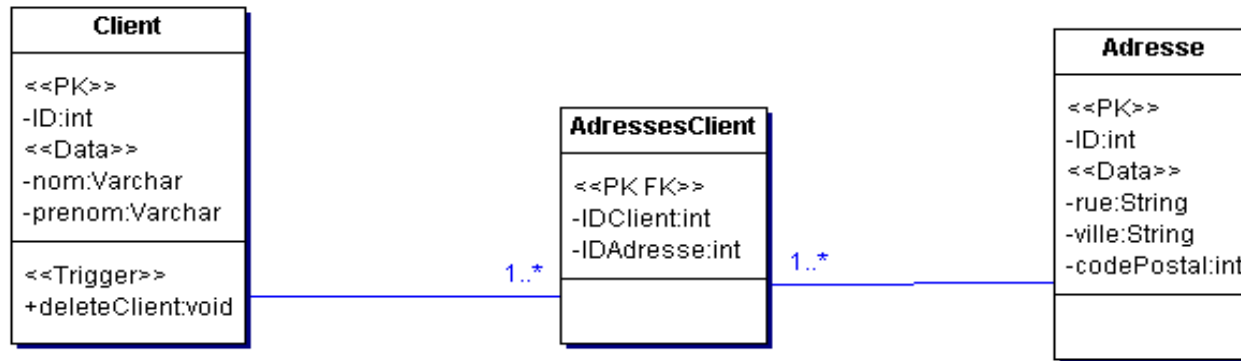 Client
<<PK>>
-ID:int
<<Data>>
-nom:Varchar
-prenom:Varchar
<<Trigger>>
+deleteClient:void
1..*
AdressesClient
<<PK FK>>
-IDClient:int
-IDAdresse:int
1..*
Adresse
<<PK>>
-ID:int
<<Data>>
-rue:String
-ville:String
-codePostal:int